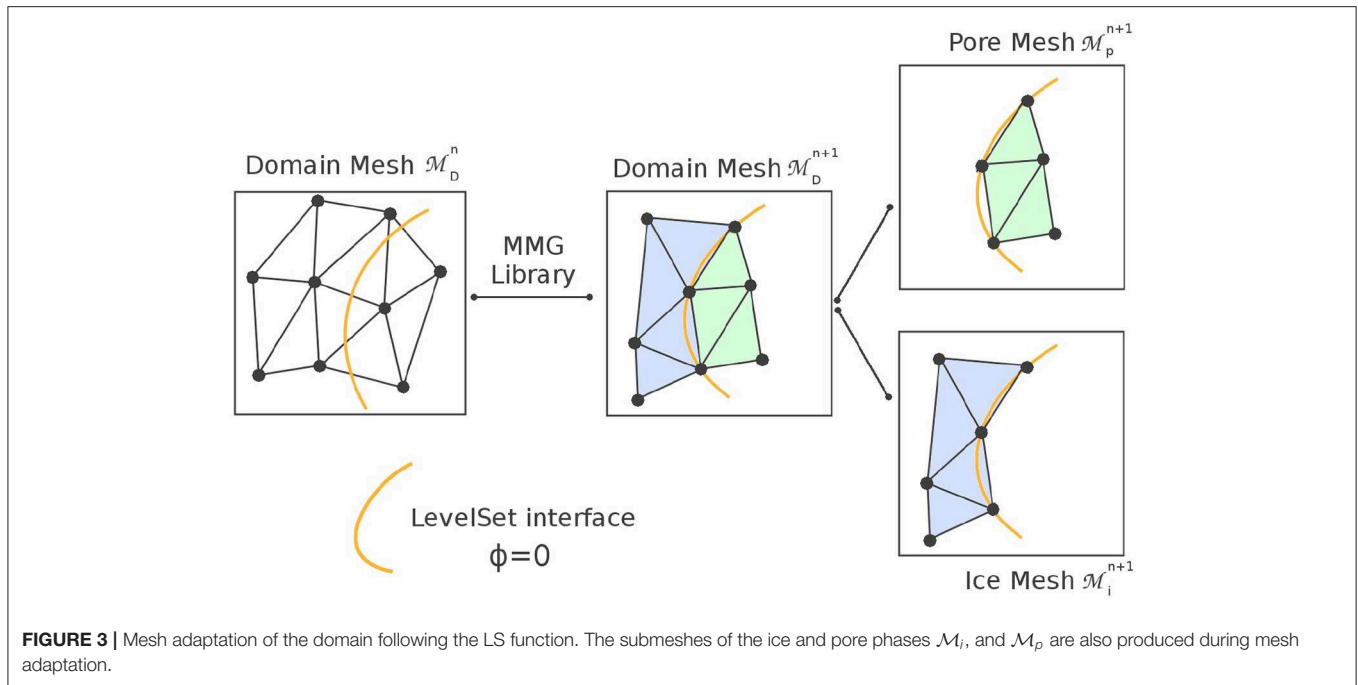 Pore Mesh ℳ_p^{n+1}
Domain Mesh ℳ_D^n
Domain Mesh ℳ_D^{n+1}
MMG
Library
LevelSet interface
ϕ=0
Ice Mesh ℳ_i^{n+1}
FIGURE 3 | Mesh adaptation of the domain following the LS function. The submeshes of the ice and pore phases ℳ_i, and ℳ_p are also produced during mesh
adaptation.